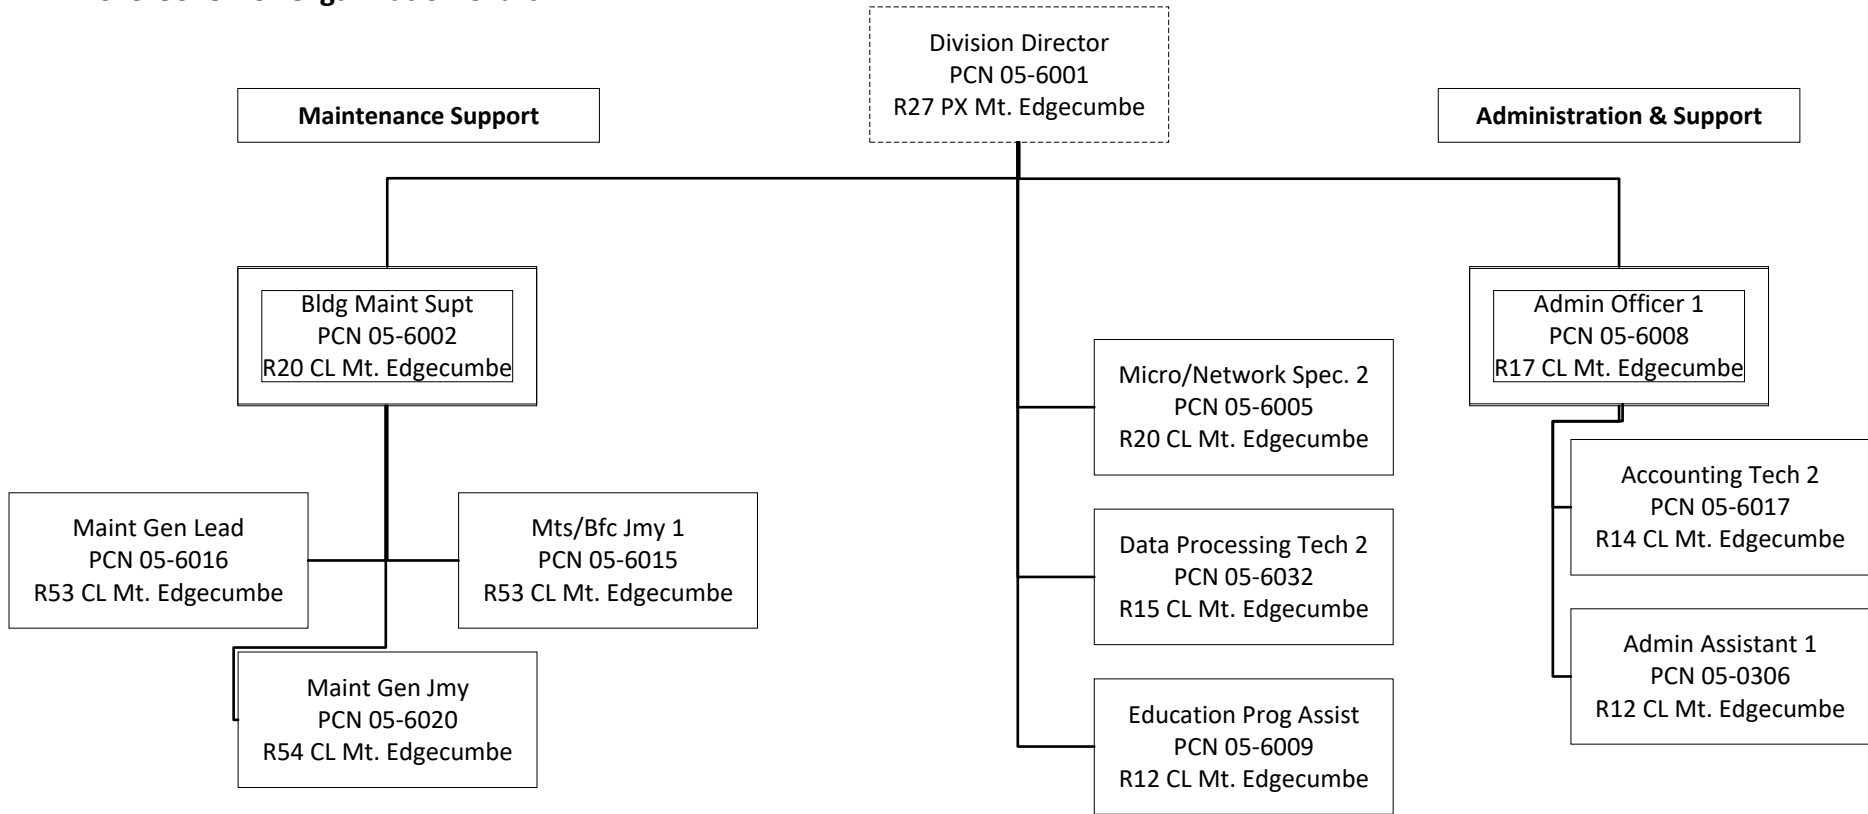 Division Director
PCN 05-6001
R27 PX Mt. Edgecumbe
Maintenance Support
Administration & Support
Bldg Maint Supt
PCN 05-6002
R20 CL Mt. Edgecumbe
Admin Officer 1
PCN 05-6008
R17 CL Mt. Edgecumbe
Micro/Network Spec. 2
PCN 05-6005
R20 CL Mt. Edgecumbe
Maint Gen Lead
PCN 05-6016
R53 CL Mt. Edgecumbe
Mts/Bfc Jmy 1
PCN 05-6015
R53 CL Mt. Edgecumbe
Data Processing Tech 2
PCN 05-6032
R15 CL Mt. Edgecumbe
Accounting Tech 2
PCN 05-6017
R14 CL Mt. Edgecumbe
Maint Gen Jmy
PCN 05-6020
R54 CL Mt. Edgecumbe
Education Prog Assist
PCN 05-6009
R12 CL Mt. Edgecumbe
Admin Assistant 1
PCN 05-0306
R12 CL Mt. Edgecumbe